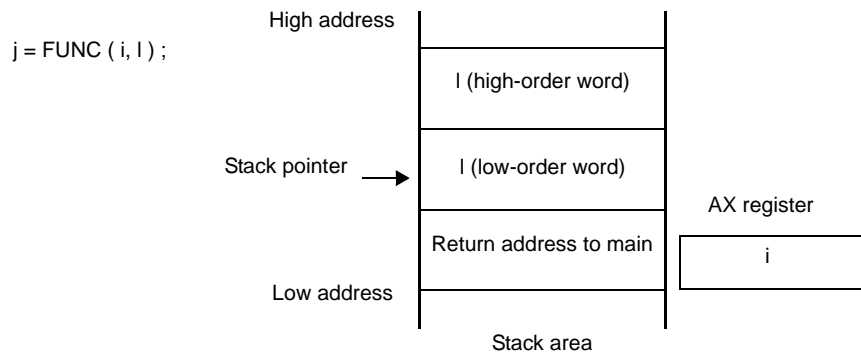 High address
j = FUNC ( i, l ) ;
l (high-order word)
Stack pointer
l (low-order word)
AX register
Return address to main
i
Low address
Stack area